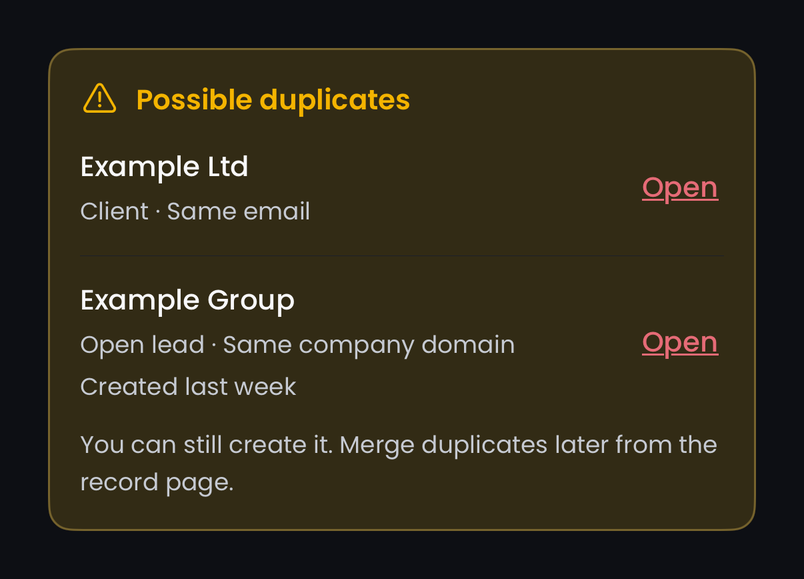 Possible duplicates
Example Ltd
Client · Same email
Open
Example Group
Open lead · Same company domain
Created last week
Open
You can still create it. Merge duplicates later from the
record page.